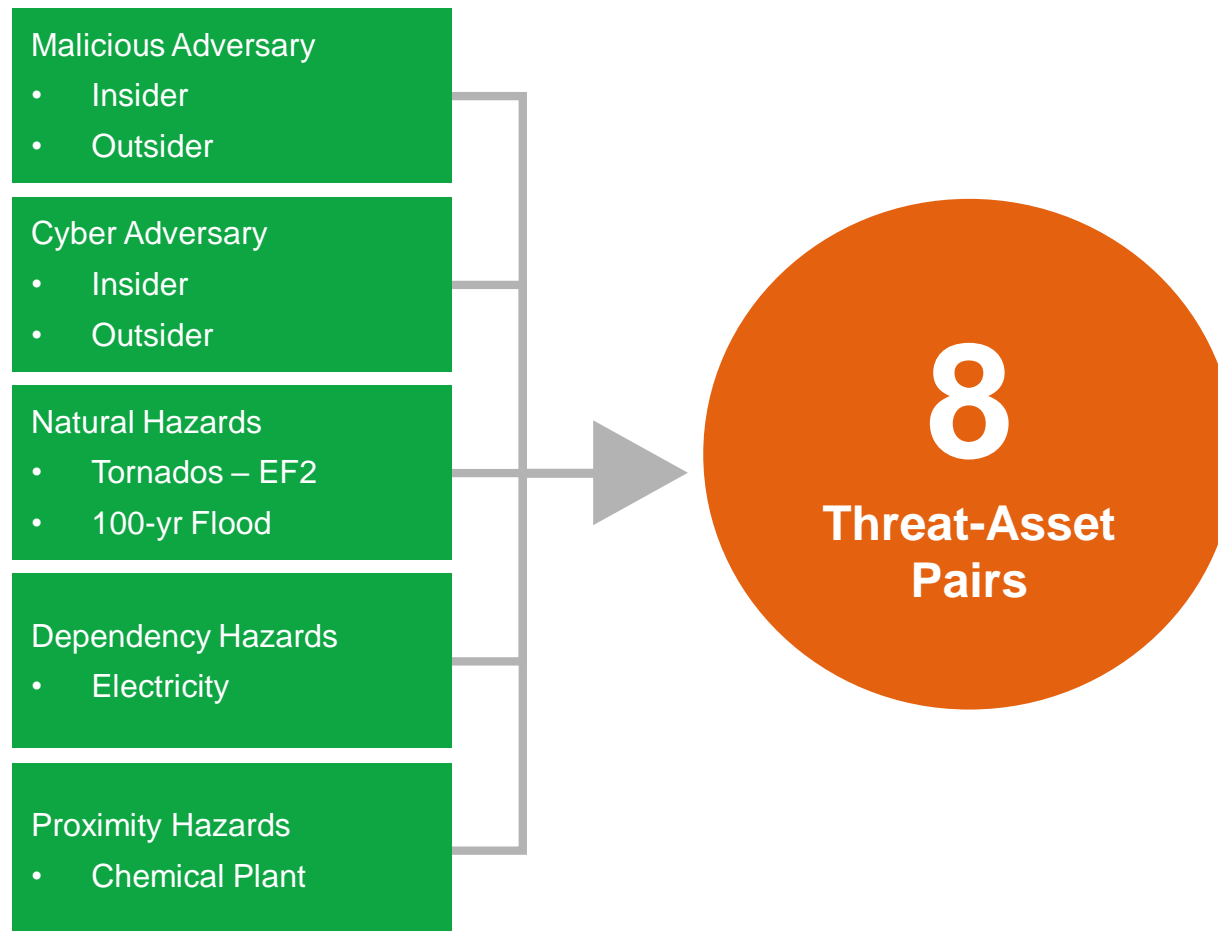 Malicious Adversary
• Insider
• Outsider
Cyber Adversary
• Insider
• Outsider
Natural Hazards
• Tornados – EF2
• 100-yr Flood
Dependency Hazards
• Electricity
Proximity Hazards
• Chemical Plant
8
Threat-Asset
Pairs